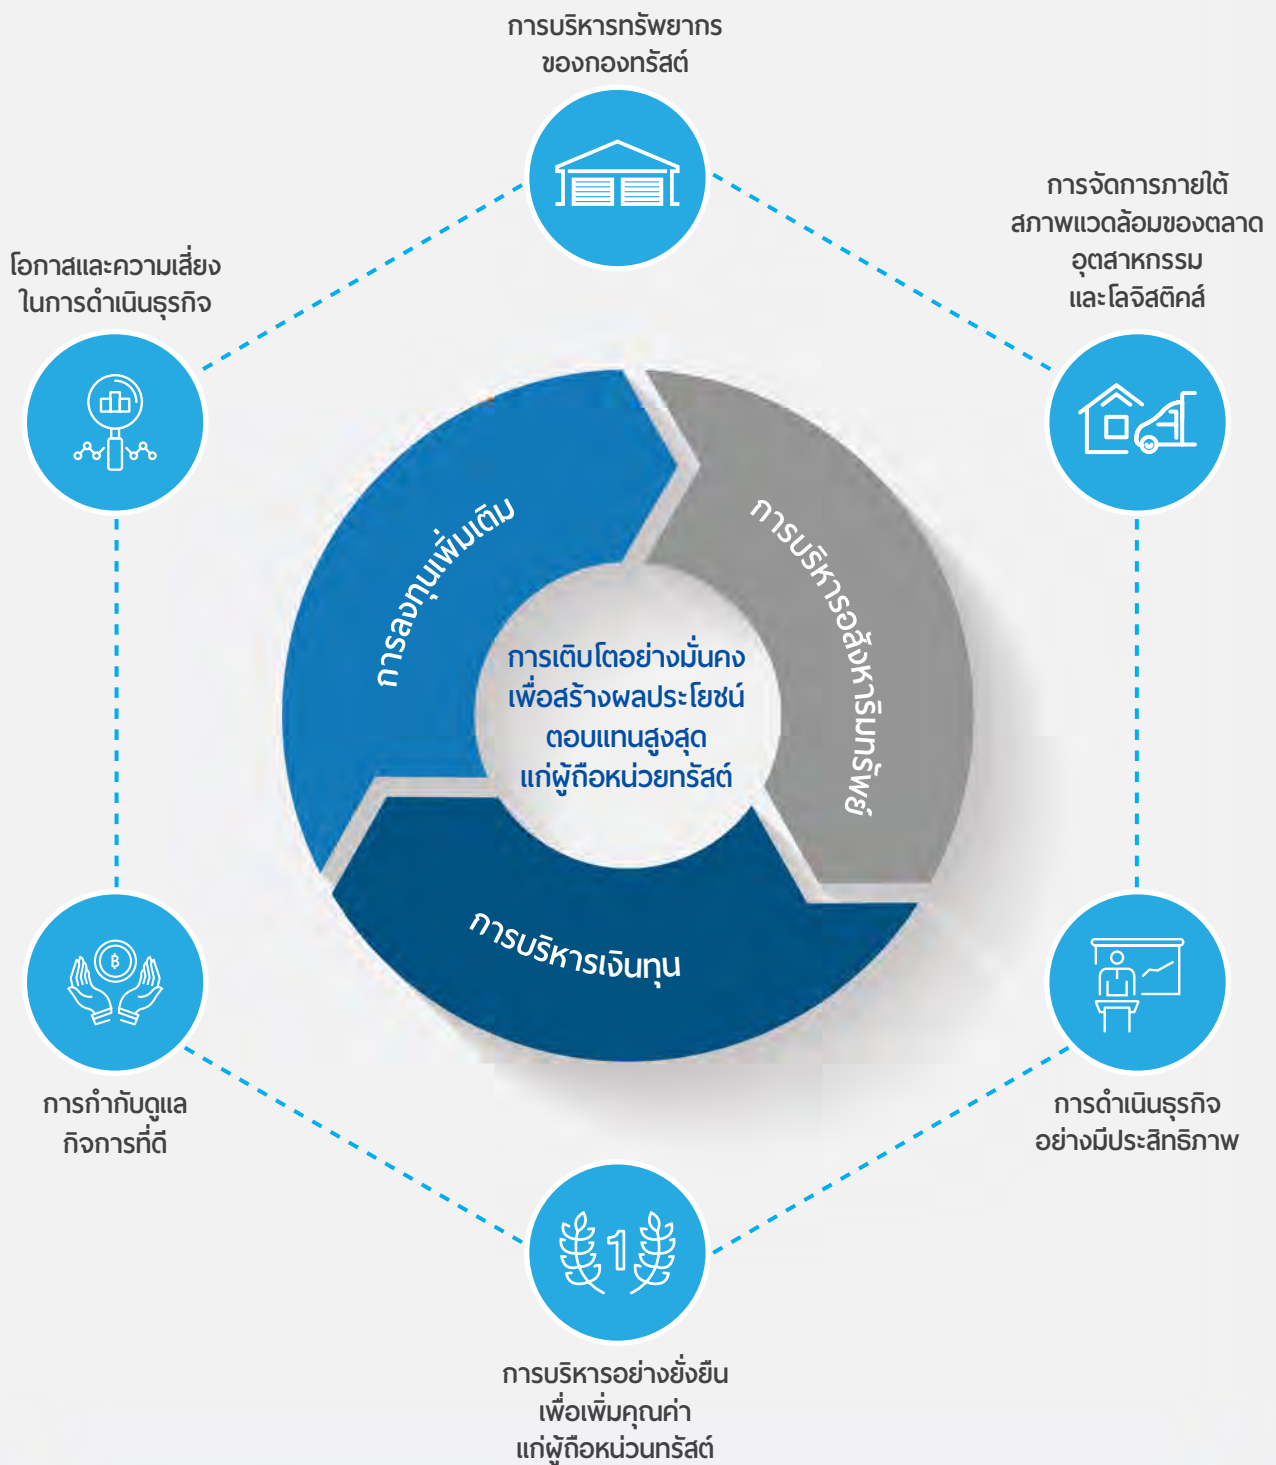 การบริหารทรัพยากร
ของกองทรัสต์
การจัดการภายใต้
สภาพแวดล้อมของตลาด
อุตสาหกรรม
และโลจิสติคส์
โอกาสและความเสี่ยง
ในการดำเนินธุรกิจ
การลงทุนเพิ่มเติม
การบริหารอสังหาริมทรัพย์
การเติบโตอย่างมั่นคง
เพื่อสร้างผลประโยชน์
ตอบแทนสูงสุด
แก่ผู้ถือหน่วยทรัสต์
การบริหารเงินทุน
฿
การกำกับดูแล
กิจการที่ดี
การดำเนินธุรกิจ
อย่างมีประสิทธิภาพ
1
การบริหารอย่างยั่งยืน
เพื่อเพิ่มคุณค่า
แก่ผู้ถือหน่วนทรัสต์